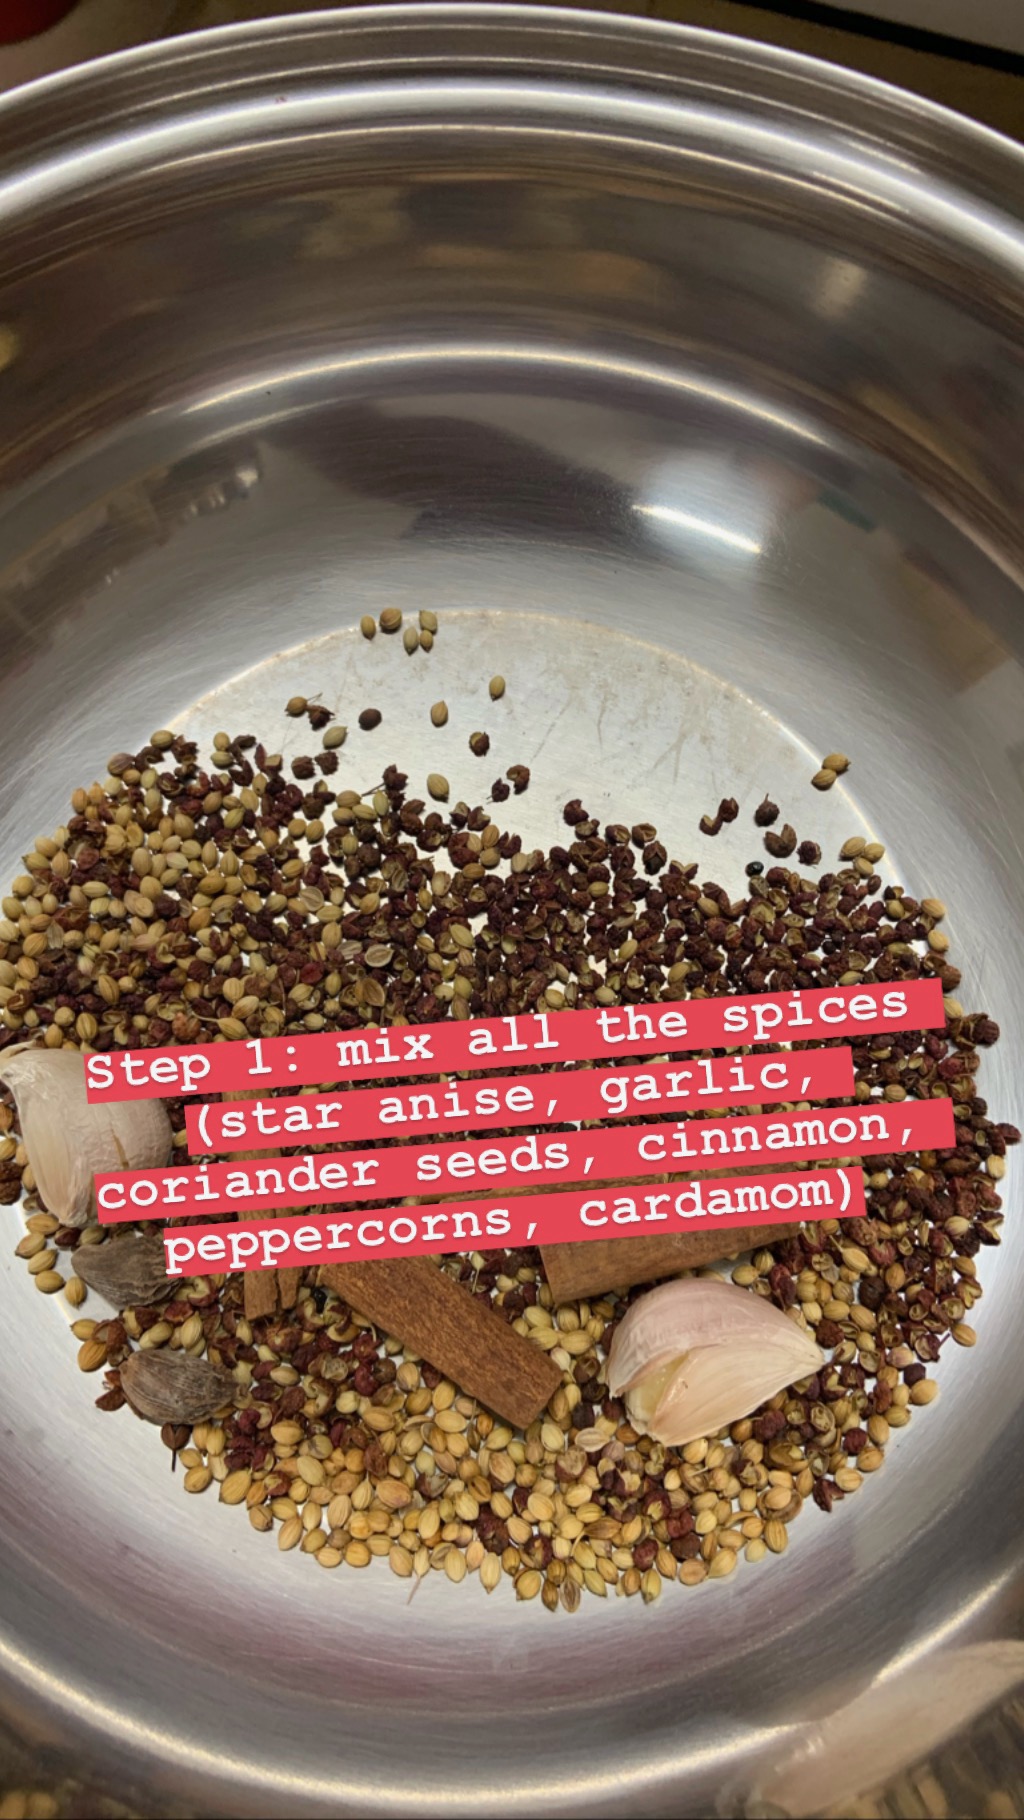 Step 1: mix all the spices
(star anise, garlic,
coriander seeds, cinnamon,
peppercorns, cardamom)